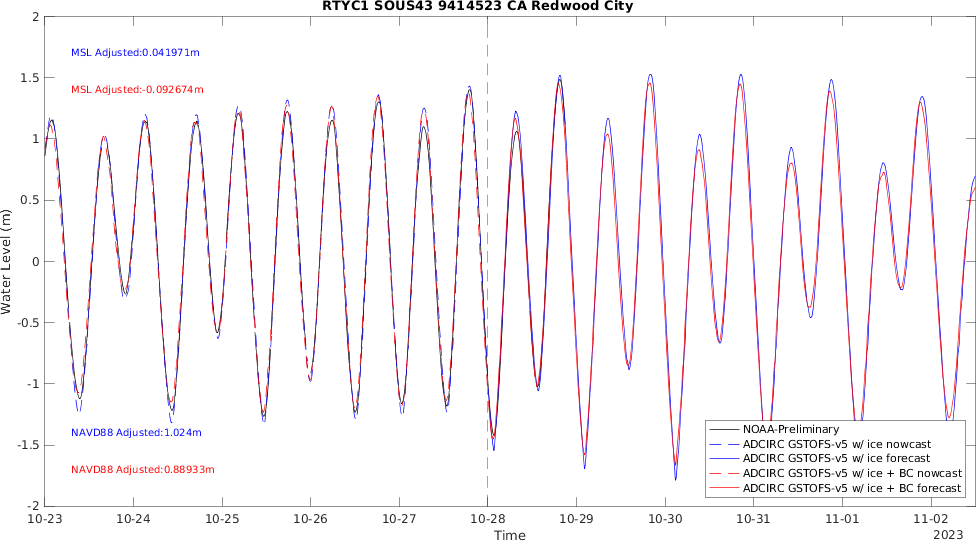 RTYC1 SOUS43 9414523 CA Redwood City
2
1.5
1
0.5
0
-0.5
-1
-1.5
-2
Water Level (m)
MSL Adjusted:0.041971m
MSL Adjusted:-0.092674m
NAVD88 Adjusted:1.024m
NAVD88 Adjusted:0.88933m
NOAA-Preliminary
ADCIRC GSTOFS-v5 w/ ice nowcast
ADCIRC GSTOFS-v5 w/ ice forecast
ADCIRC GSTOFS-v5 w/ ice + BC nowcast
ADCIRC GSTOFS-v5 w/ ice + BC forecast
10-23 10-24 10-25 10-26 10-27 10-28 10-29 10-30 10-31 11-01 11-02
Time
2023